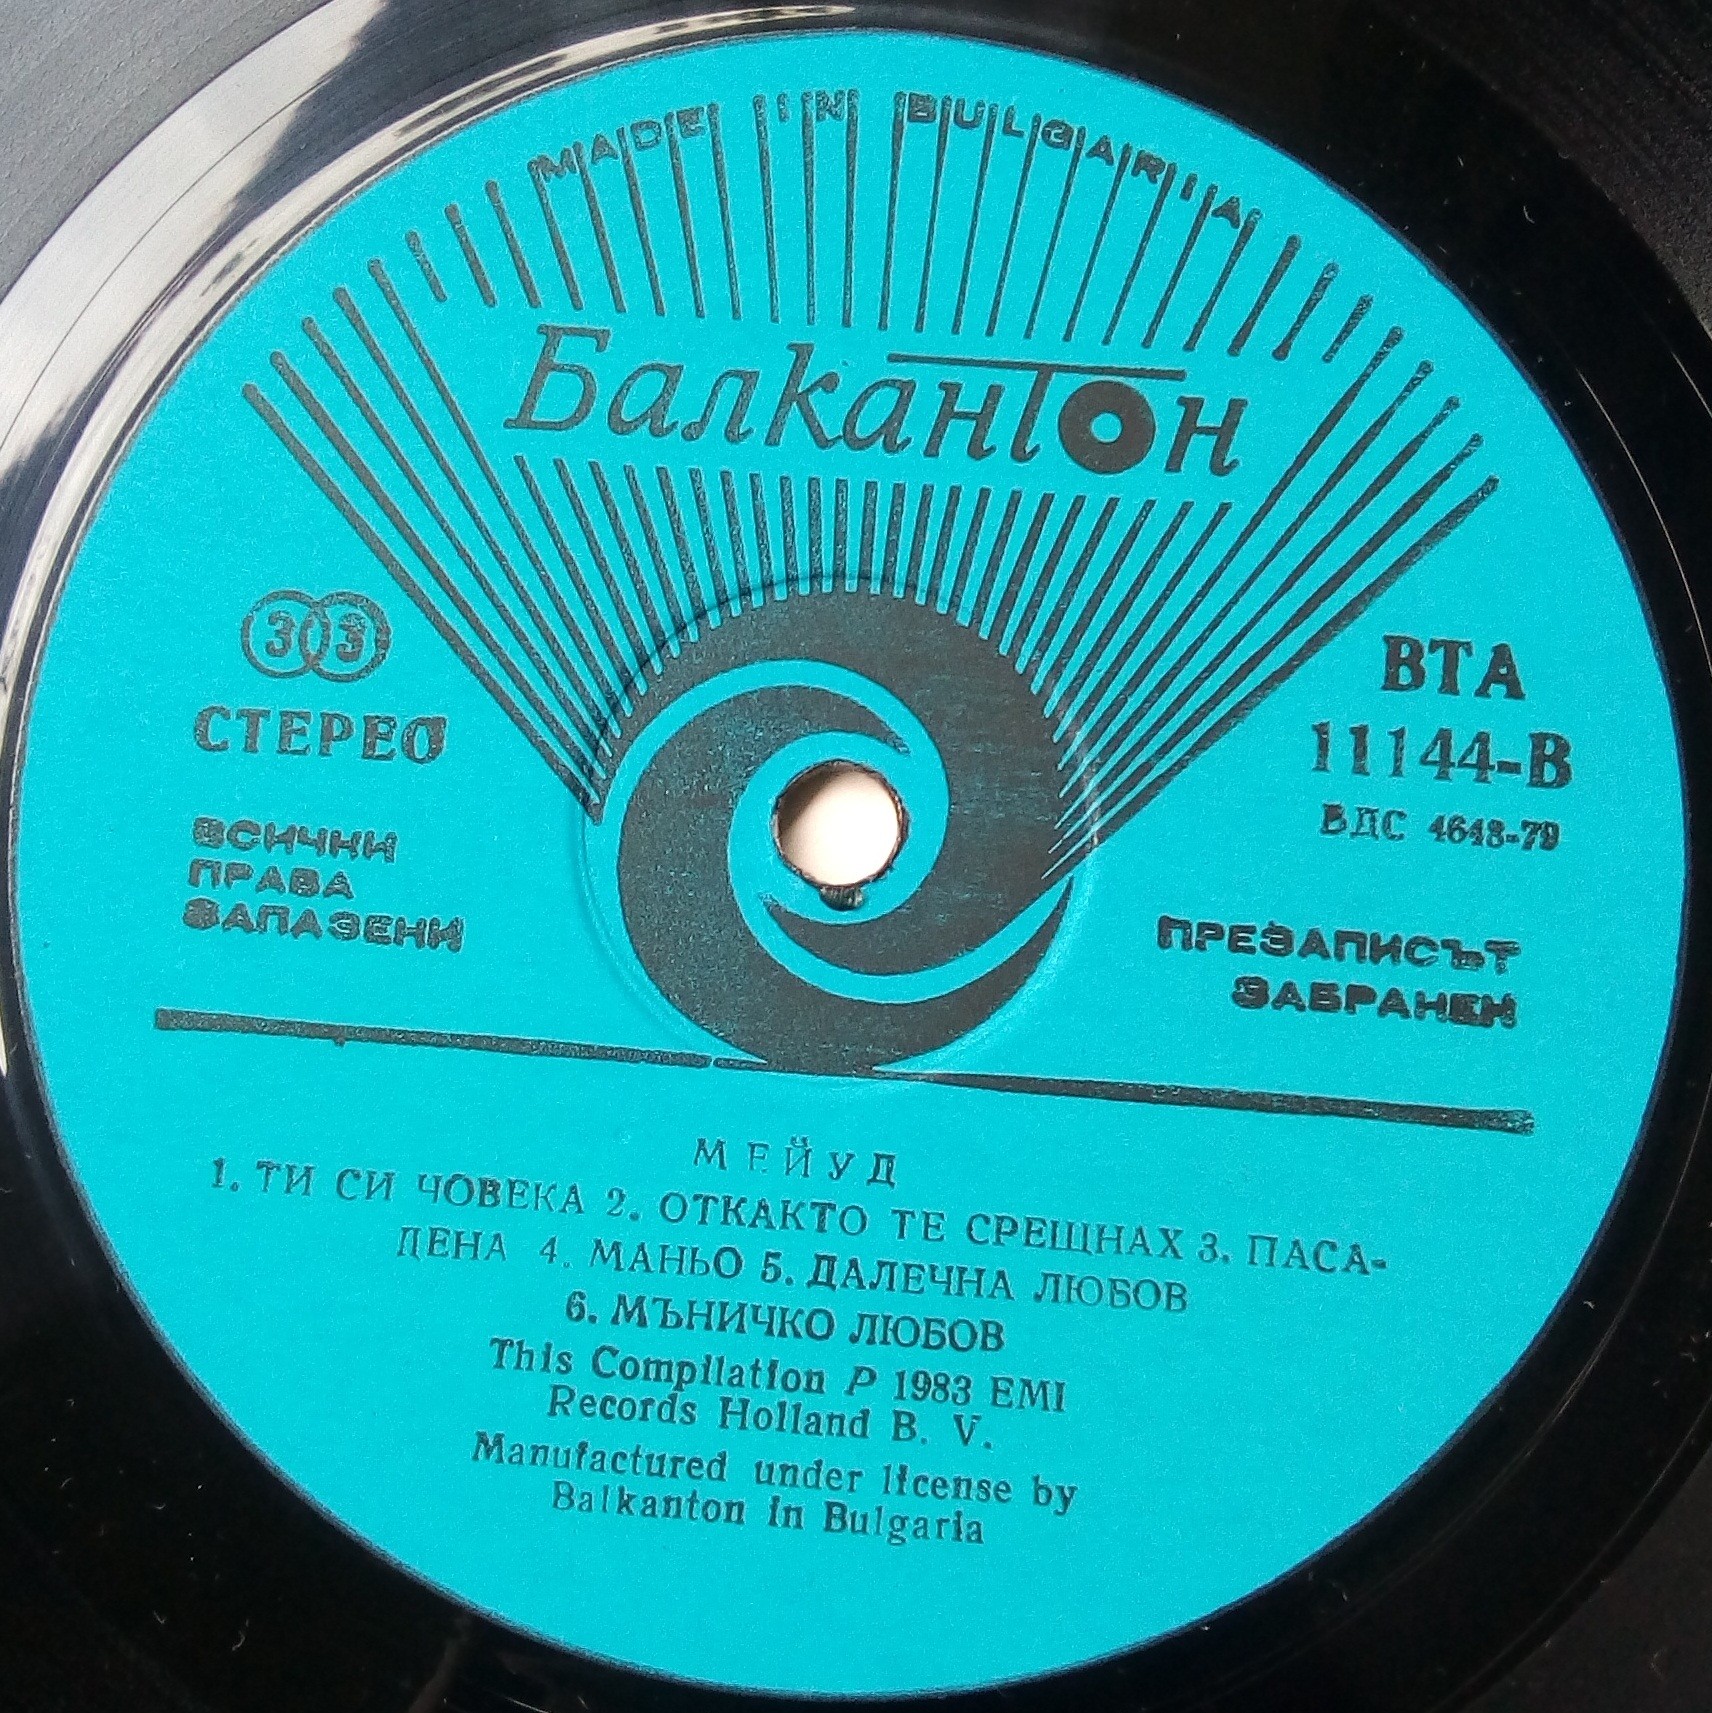 MADE IN BULGARIA
Балкантон
33
СТЕРЕО
ВСИЧКИ
ПРАВА
ЗАПАЗЕНИ
ВТА
11144-В
БДС 4643-79
ПРЕЗАПИСЪТ
ЗАБРАНЕН
МЕЙУД
1. ТИ СИ ЧОВЕКА 2. ОТКАКТО ТЕ СРЕЩНАХ 3. ПАСА-
ДЕНА 4. МАНЬО 5. ДАЛЕЧНА ЛЮБОВ
6. МЪНИЧКО ЛЮБОВ
This Compilation P 1983 EMI
Records Holland B. V.
Manufactured under license by
Balkanton in Bulgaria